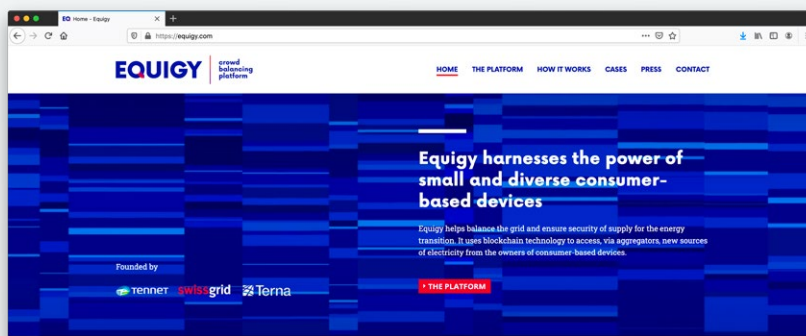 EQ Home - Equigy
https://equigy.com
EQUIGY
crowd
balancing
platform
HOME THE PLATFORM HOW IT WORKS CASES PRESS CONTACT
Equigy harnesses the power of
small and diverse consumer-
based devices
Equigy helps balance the grid and ensure security of supply for the energy
transition. It uses blockchain technology to access, via aggregators, new sources
of electricity from the owners of consumer-based devices.
Founded by
TENNET swissgrid Terna
THE PLATFORM